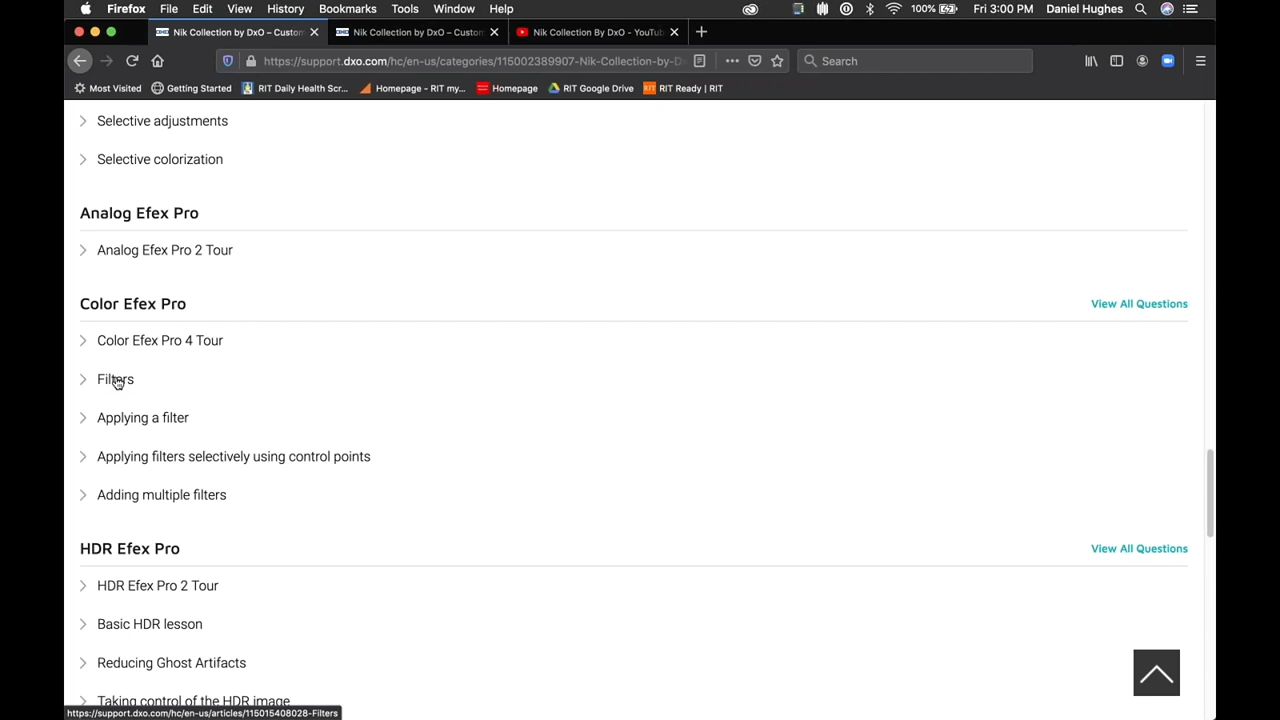 Firefox File Edit View History Bookmarks Tools Window Help 100% Fri 3:00 PM Daniel Hughes
Nik Collection by DxO – Custom Nik Collection by DxO – Custom Nik Collection By DxO - YouTub
https://support.dxo.com/hc/en-us/categories/115002389907-Nik-Collection-by-D Search
Most Visited Getting Started RIT Daily Health Scr... Homepage - RIT my... Homepage RIT Google Drive RIT Ready | RIT
Selective adjustments
Selective colorization
Analog Efex Pro
Analog Efex Pro 2 Tour
Color Efex Pro View All Questions
Color Efex Pro 4 Tour
Filters
Applying a filter
Applying filters selectively using control points
Adding multiple filters
HDR Efex Pro View All Questions
HDR Efex Pro 2 Tour
Basic HDR lesson
Reducing Ghost Artifacts
Taking control of the HDR image
https://support.dxo.com/hc/en-us/articles/115015408028-Filters